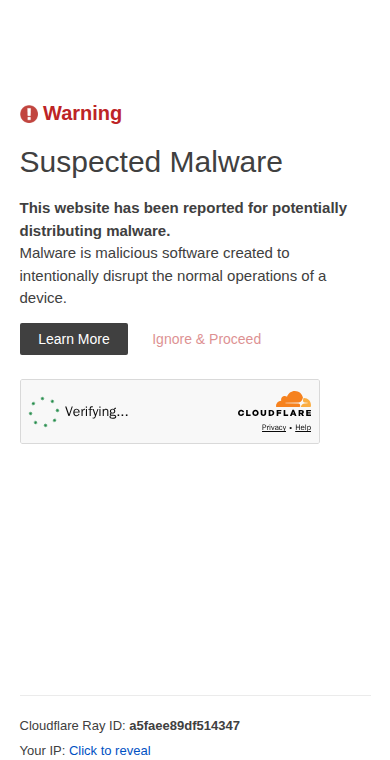 Warning
Suspected Malware
This website has been reported for potentially
distributing malware.
Malware is malicious software created to
intentionally disrupt the normal operations of a
device.
Learn More Ignore & Proceed
Verifying...
CLOUDFLARE
Privacy • Help
Cloudflare Ray ID: a5faee89df514347
Your IP: Click to reveal